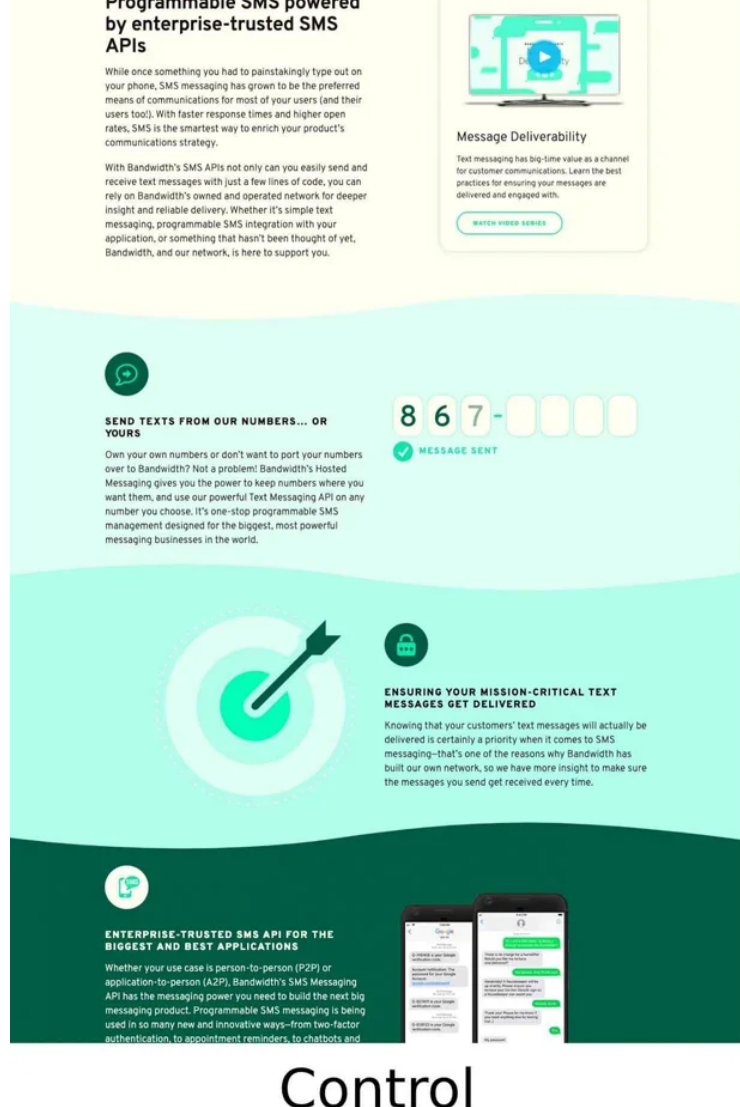 Programmable SMS powered
by enterprise-trusted SMS
APIs
While once something you had to painstakingly type out on
your phone, SMS messaging has grown to be the preferred
means of communications for most of your users (and their
users too!). With faster response times and higher open
rates, SMS is the smartest way to enrich your product's
communications strategy.
With Bandwidth's SMS APIs not only can you easily send and
receive text messages with just a few lines of code, you can
rely on Bandwidth's owned and operated network for deeper
insight and reliable delivery. Whether it's simple text
messaging, programmable SMS integration with your
application, or something that hasn't been thought of yet,
Bandwidth, and our network, is here to support you.
Message Deliverability
Text messaging has big-time value as a channel
for customer communications. Learn the best
practices for ensuring your messages are
delivered and engaged with.
WATCH VIDEO SERIES
SEND TEXTS FROM OUR NUMBERS... OR
YOURS
Own your own numbers or don't want to port your numbers
over to Bandwidth? Not a problem! Bandwidth's Hosted
Messaging gives you the power to keep numbers where you
want them, and use our powerful Text Messaging API on any
number you choose. It's one-stop programmable SMS
management designed for the biggest, most powerful
messaging businesses in the world.
867-
MESSAGE SENT
ENSURING YOUR MISSION-CRITICAL TEXT
MESSAGES GET DELIVERED
Knowing that your customers' text messages will actually be
delivered is certainly a priority when it comes to SMS
messaging—that's one of the reasons why Bandwidth has
built our own network, so we have more insight to make sure
the messages you send get received every time.
ENTERPRISE-TRUSTED SMS API FOR THE
BIGGEST AND BEST APPLICATIONS
Whether your use case is person-to-person (P2P) or
application-to-person (A2P), Bandwidth's SMS Messaging
API has the messaging power you need to build the next big
messaging product. Programmable SMS messaging is being
used in so many new and innovative ways—from two-factor
authentication, to appointment reminders, to chatbots and
Google
Control